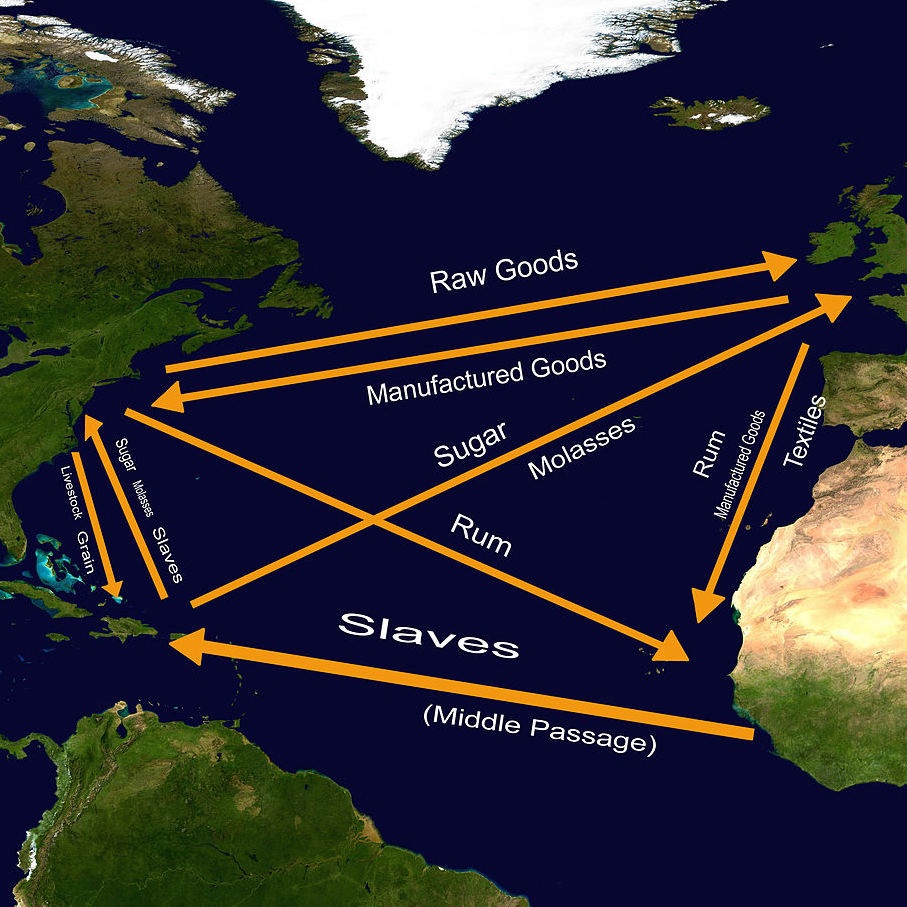 Raw Goods
Manufactured Goods
Sugar
Molasses
Rum
Manufactured Goods
Textiles
Sugar Molasses Slaves
Livestock Grain
Rum
Slaves
(Middle Passage)